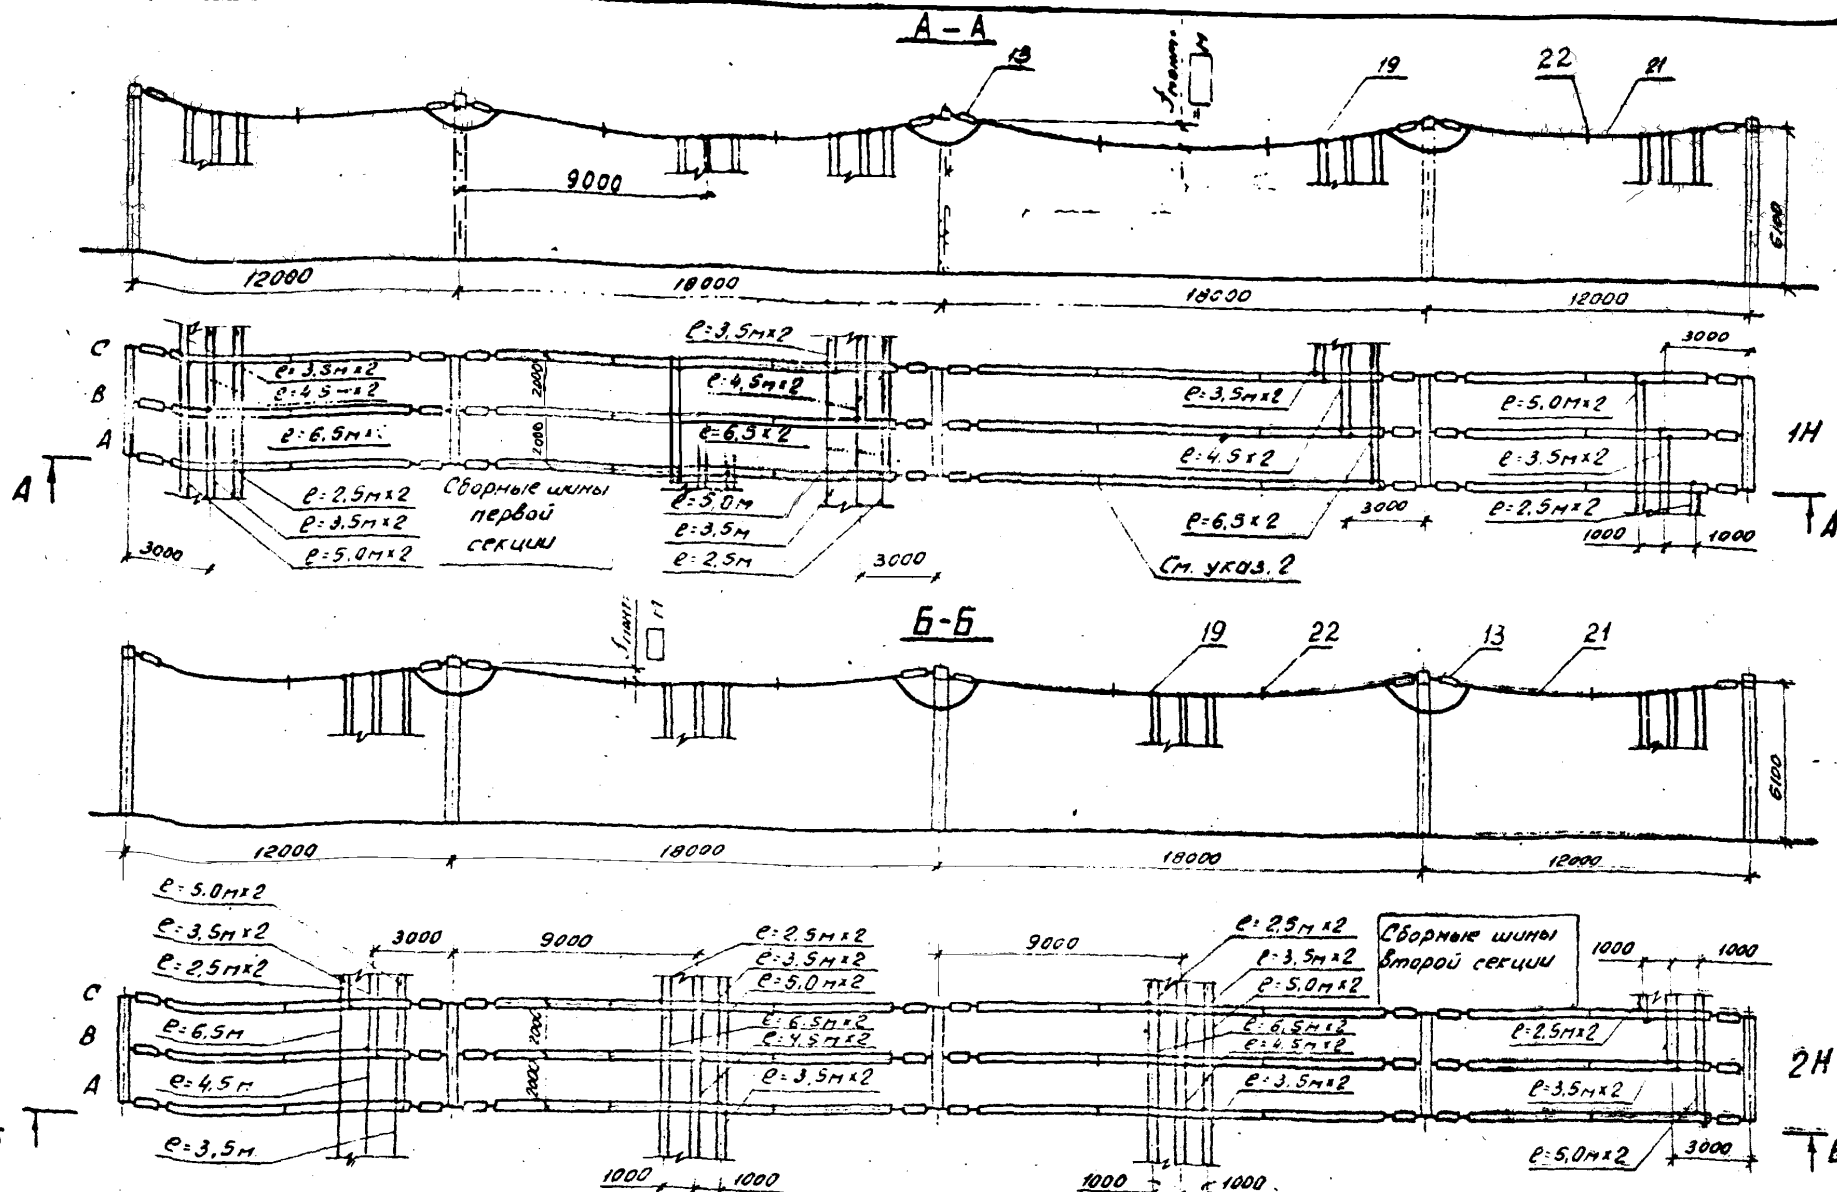 А - А
13
19
22
21
fмонт.
= М
9000
6100
12000
18000
18000
12000
С
В
А
ℓ=3,5м×2
ℓ=4,5м×2
ℓ=6,5м×
ℓ=2,5м×2
ℓ=3,5м×2
ℓ=5,0м×2
3000
2000
2000
Сборные шины
первой
секции
ℓ=3,5м×2
ℓ=4,5м×2
ℓ=6,5×2
ℓ=5,0м
ℓ=3,5м
ℓ=2,5м
3000
ℓ=3,5м×2
ℓ=4,5×2
ℓ=6,5×2
3000
См. указ. 2
3000
ℓ=5,0м×2
ℓ=3,5м×2
ℓ=2,5м×2
1000
1000
1Н
А
А
Б-Б
fмонт.
М
19
22
13
21
6100
12000
18000
18000
12000
ℓ=5,0м×2
ℓ=3,5м×2
ℓ=2,5м×2
3000
9000
С
В
А
ℓ=6,5м
ℓ=4,5м
ℓ=3,5м
2000
2000
ℓ=2,5м×2
ℓ=3,5м×2
ℓ=5,0м×2
ℓ=6,5м×2
ℓ=4,5м×2
ℓ=3,5м×2
1000
1000
9000
ℓ=2,5м×2
ℓ=3,5м×2
ℓ=5,0м×2
ℓ=6,5м×2
ℓ=4,5м×2
ℓ=3,5м×2
1000
1000
Сборные шины
второй секции
1000
1000
ℓ=2,5м×2
ℓ=3,5м×2
ℓ=5,0м×2
3000
2Н